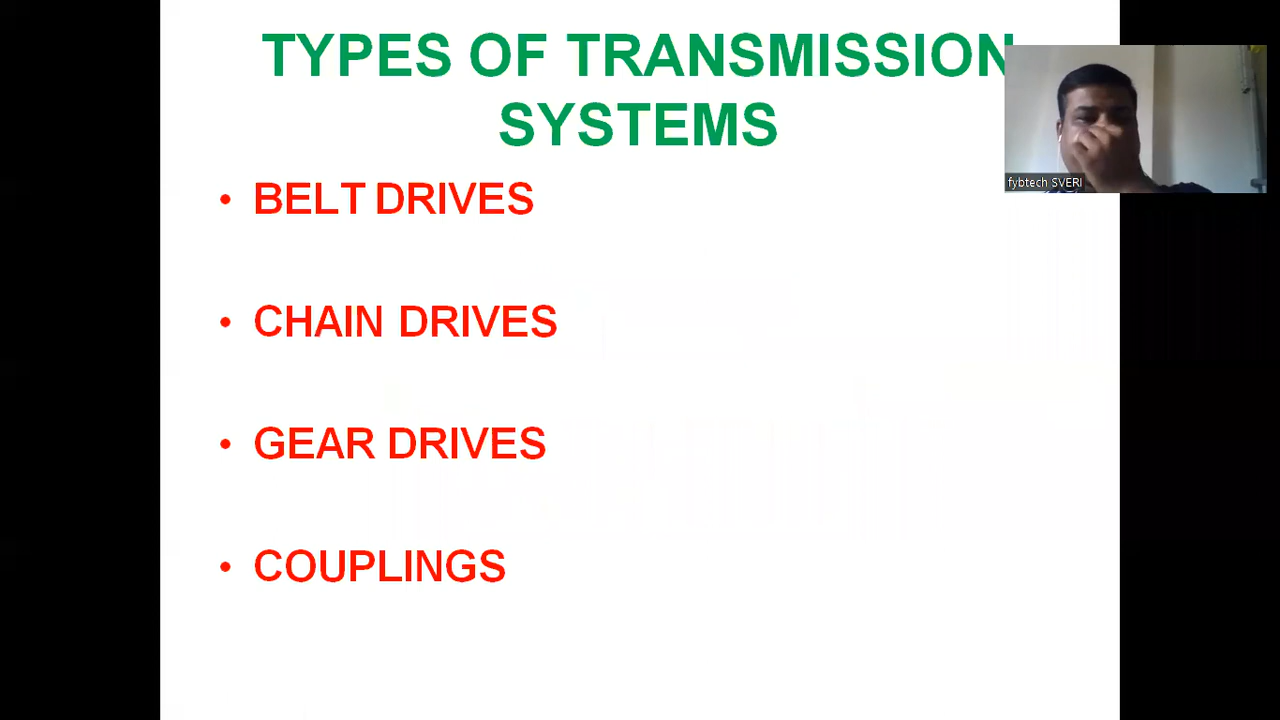 TYPES OF TRANSMISSION
SYSTEMS
• BELT DRIVES
• CHAIN DRIVES
• GEAR DRIVES
• COUPLINGS
fybtech SVERI